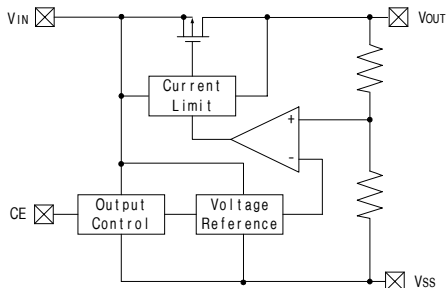 VIN
VOUT
Current
Limit
+
-
CE
Output
Control
Voltage
Reference
VSS